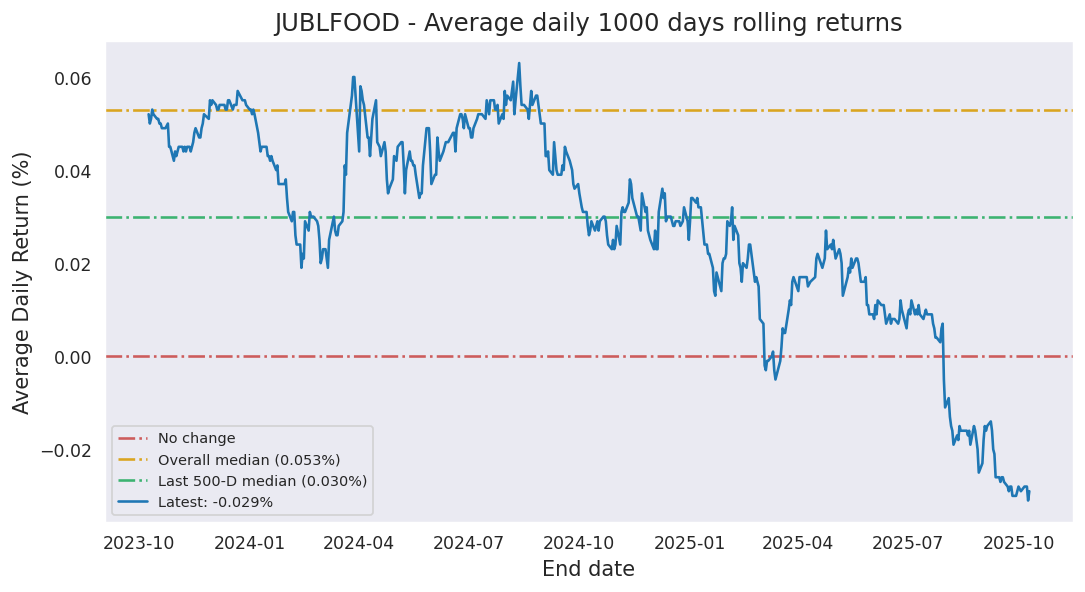 JUBLFOOD - Average daily 1000 days rolling returns
Average Daily Return (%)
0.06
0.04
0.02
0.00
−0.02
No change
Overall median (0.053%)
Last 500-D median (0.030%)
Latest: -0.029%
2023-10 2024-01 2024-04 2024-07 2024-10 2025-01 2025-04 2025-07 2025-10
End date